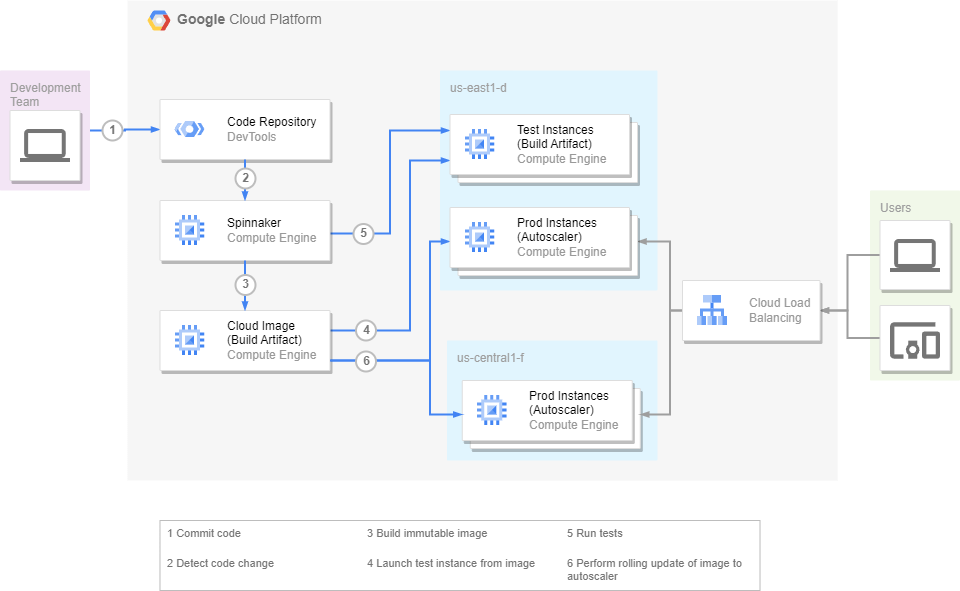 Google Cloud Platform
Development
Team
1
Code Repository
DevTools
2
Spinnaker
Compute Engine
5
3
Cloud Image
(Build Artifact)
Compute Engine
4
6
us-east1-d
Test Instances
(Build Artifact)
Compute Engine
Prod Instances
(Autoscaler)
Compute Engine
us-central1-f
Prod Instances
(Autoscaler)
Compute Engine
Cloud Load
Balancing
Users
1 Commit code
2 Detect code change
3 Build immutable image
4 Launch test instance from image
5 Run tests
6 Perform rolling update of image to
autoscaler